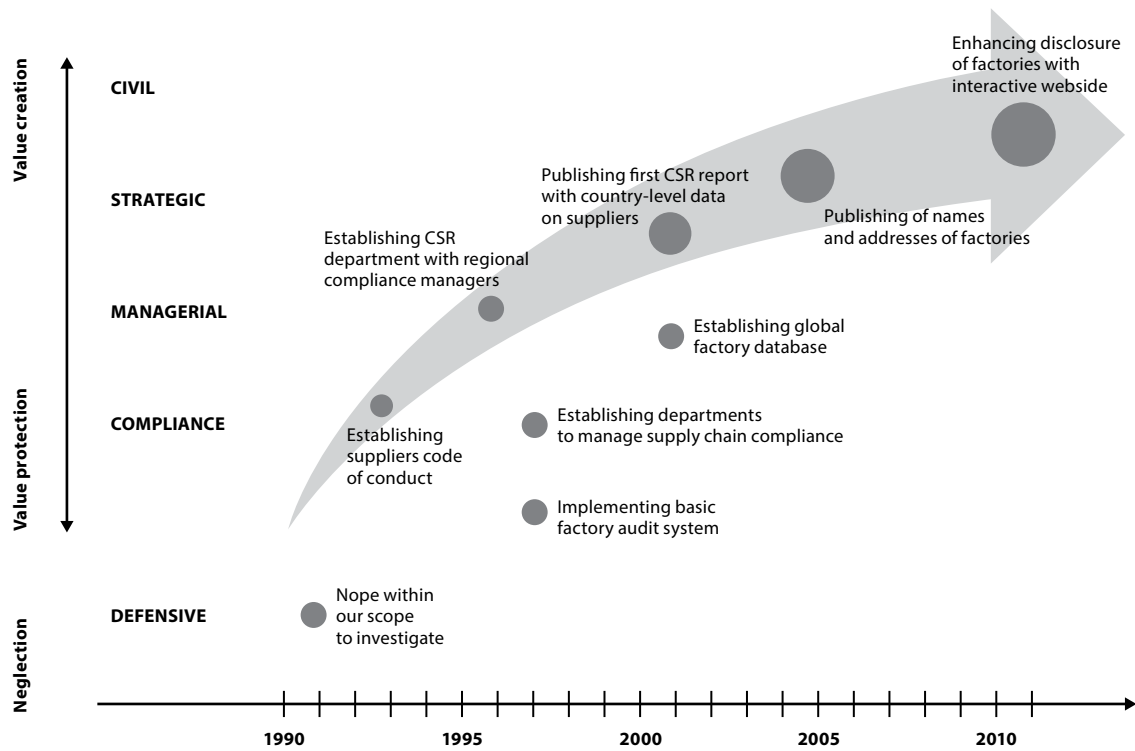 Value creation
Value protection
Neglection
CIVIL
STRATEGIC
MANAGERIAL
COMPLIANCE
DEFENSIVE
Enhancing disclosure
of factories with
interactive webside
Publishing first CSR report
with country-level data
on suppliers
Publishing of names
and addresses of factories
Establishing CSR
department with regional
compliance managers
Establishing global
factory database
Establishing
suppliers code
of conduct
Establishing departments
to manage supply chain compliance
Implementing basic
factory audit system
Nope within
our scope
to investigate
1990
1995
2000
2005
2010